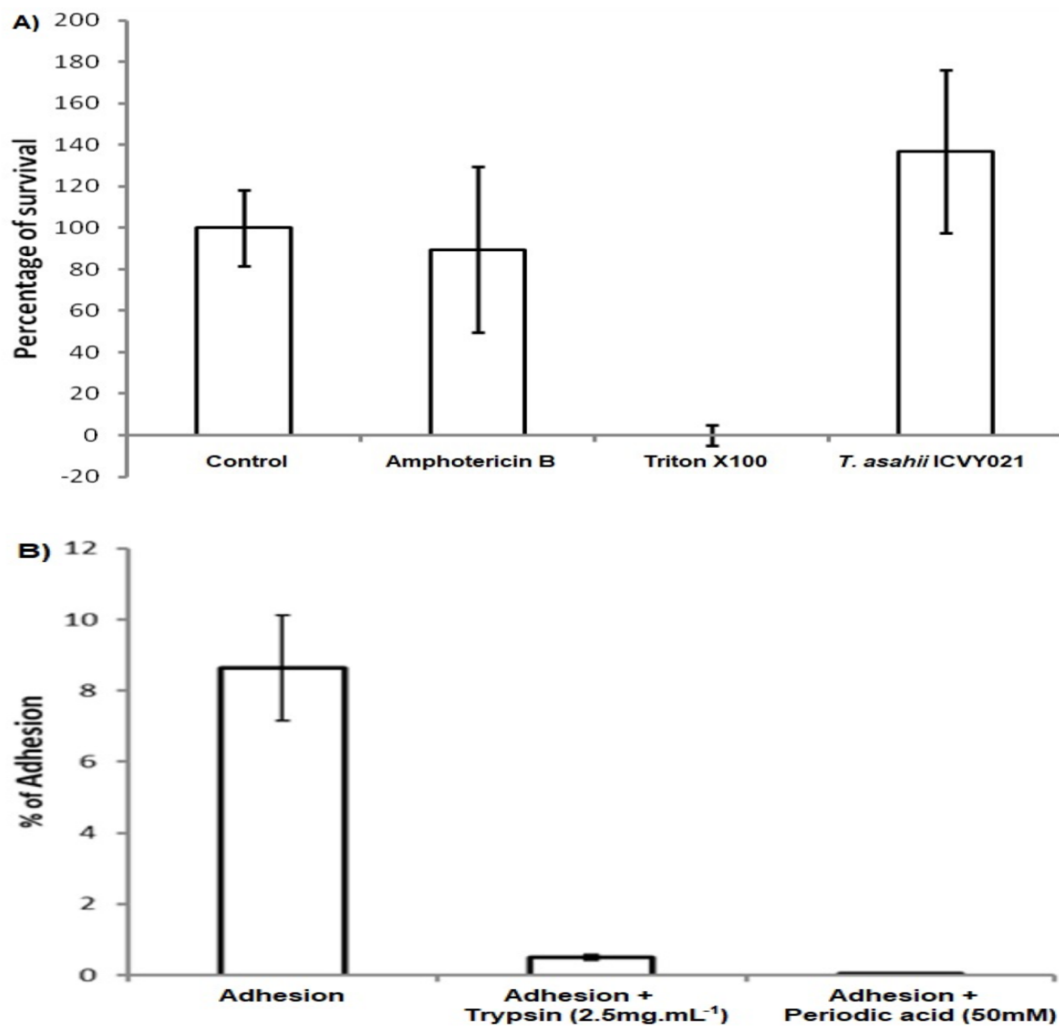 A)
Percentage of survival
200
180
160
140
120
100
80
60
40
20
0
-20
Control
Amphotericin B
Triton X100
T. asahii ICVY021
B)
% of Adhesion
12
10
8
6
4
2
0
Adhesion
Adhesion +
Trypsin (2.5mg.mL⁻¹)
Adhesion +
Periodic acid (50mM)